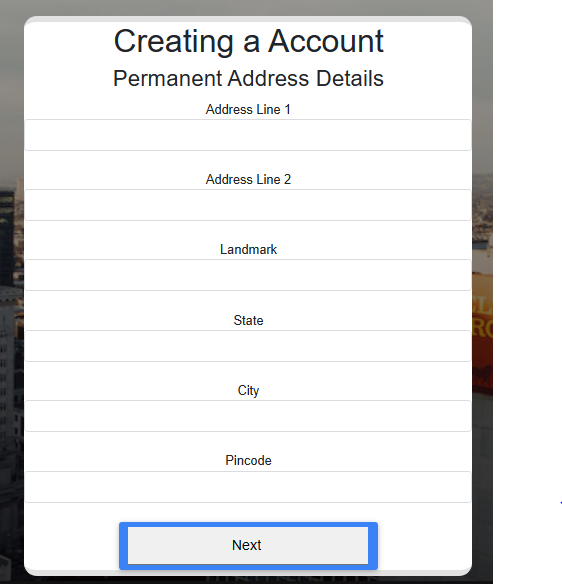 Creating a Account
Permanent Address Details
Address Line 1
Address Line 2
Landmark
State
City
Pincode
Next